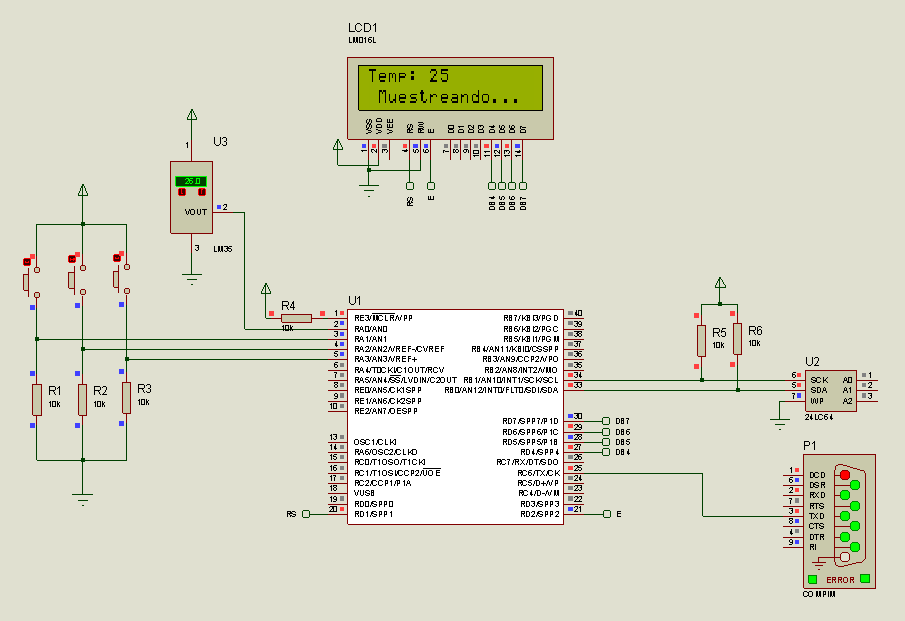 LCD1
LM016L
Temp: 25
Muestreando...
VSS
VDD
VEE
RS
RW
E
D0
D1
D2
D3
D4
D5
D6
D7
1
2
3
4
5
6
7
8
9
10
11
12
13
14
RS
E
DB4
DB5
DB6
DB7
U3
1
26.0
VOUT
2
3
LM35
R4
10k
R1
10k
R2
10k
R3
10k
U1
1 RE3/MCLR/VPP
2 RA0/AN0
3 RA1/AN1
4 RA2/AN2/VREF-/CVREF
5 RA3/AN3/VREF+
6 RA4/T0CKI/C1OUT/RCV
7 RA5/AN4/SS/LVDIN/C2OUT
8 RE0/AN5/CK1SPP
9 RE1/AN6/CK2SPP
10 RE2/AN7/OESPP
13 OSC1/CLKI
14 RA6/OSC2/CLKO
15 RC0/T1OSO/T1CKI
16 RC1/T1OSI/CCP2/UOE
17 RC2/CCP1/P1A
18 VUSB
19 RD0/SPP0
RS 20 RD1/SPP1
RB7/KBI3/PGD 40
RB6/KBI2/PGC 39
RB5/KBI1/PGM 38
RB4/AN11/KBI0/CSSPP 37
RB3/AN9/CCP2/VPO 36
RB2/AN8/INT2/VMO 35
RB1/AN10/INT1/SCK/SCL 34
RB0/AN12/INT0/FLT0/SDI/SDA 33
RD7/SPP7/P1D 30 DB7
RD6/SPP6/P1C 29 DB6
RD5/SPP5/P1B 28 DB5
RD4/SPP4 27 DB4
RC7/RX/DT/SDO 26
RC6/TX/CK 25
RC5/D+/VP 24
RC4/D-/VM 23
RD3/SPP3 22
RD2/SPP2 21 E
R5
10k
R6
10k
U2
6 SCK A0 1
5 SDA A1 2
7 WP A2 3
24LC64
P1
1 DCD
6 DSR
2 RXD
7 RTS
3 TXD
8 CTS
4 DTR
9 RI
ERROR
COMPIM